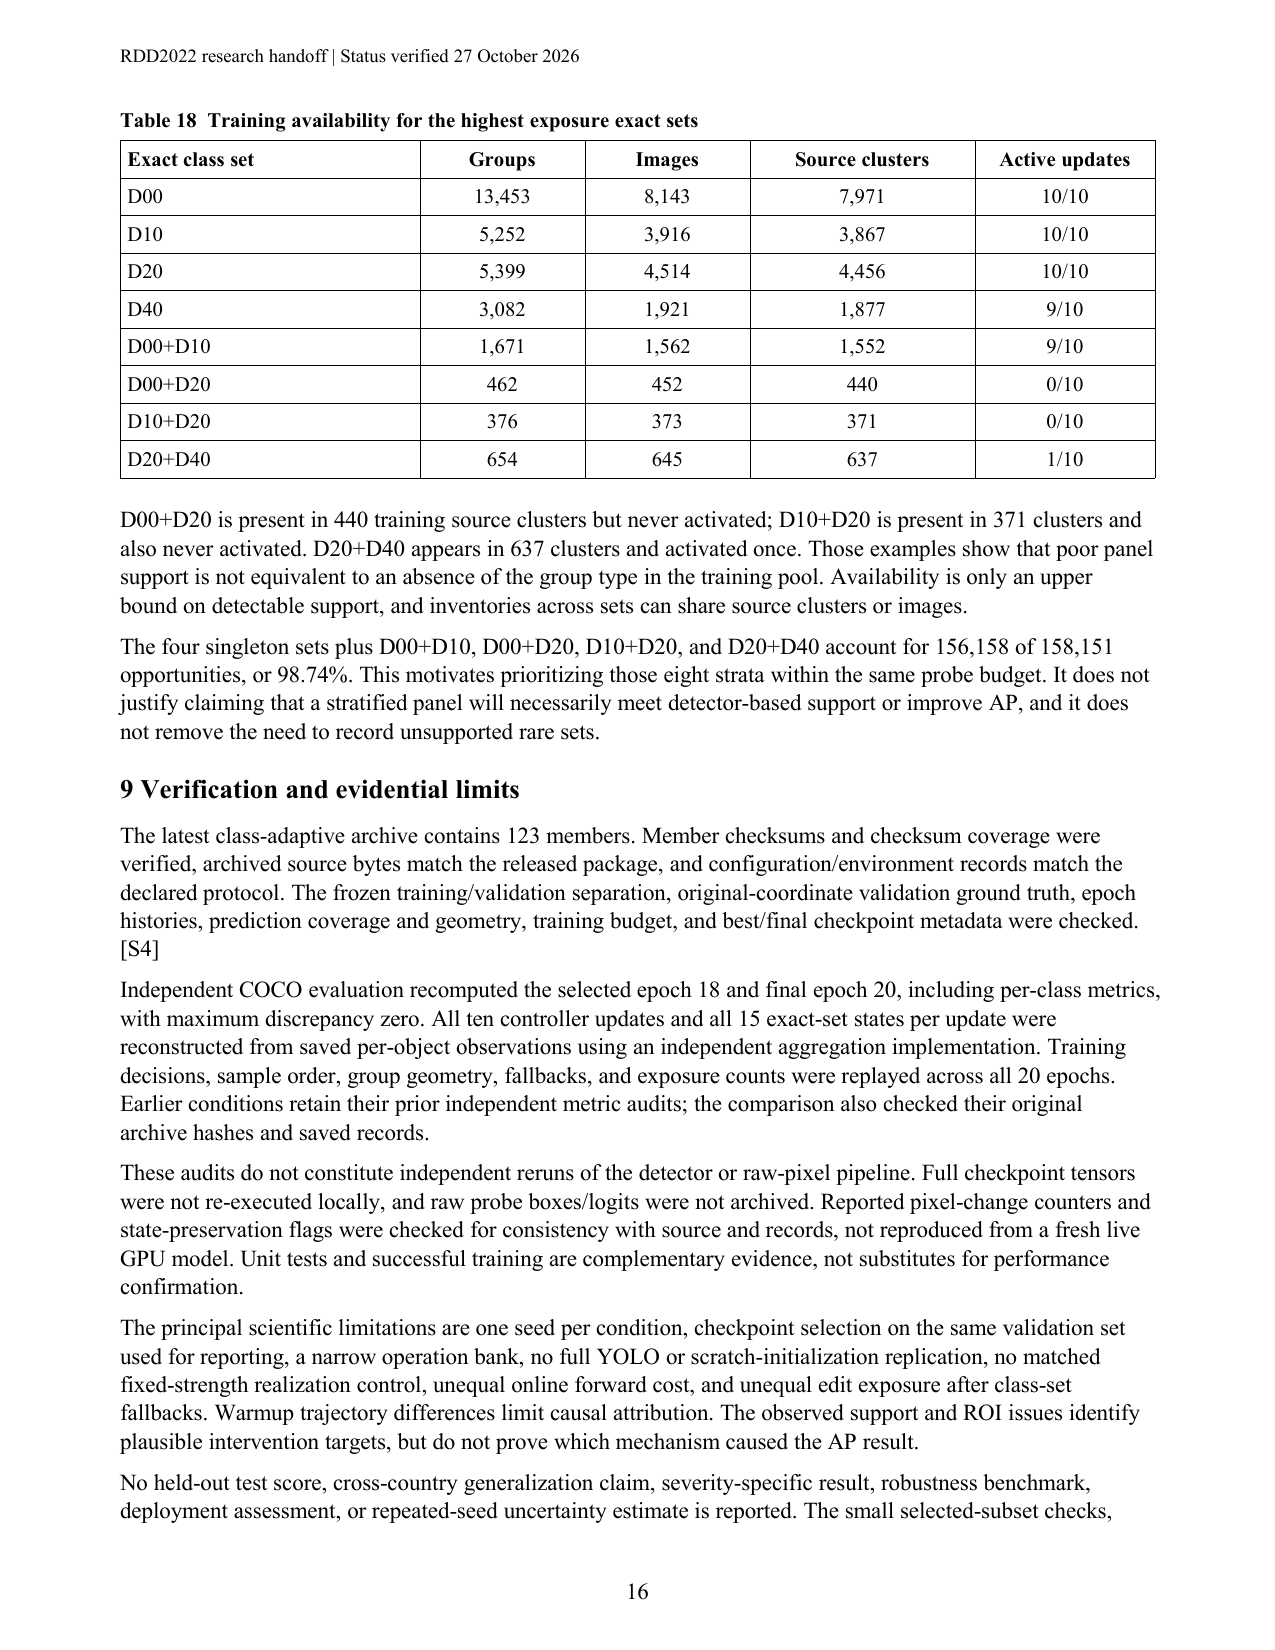 RDD2022 research handoff | Status verified 27 October 2026
Table 18 Training availability for the highest exposure exact sets
Exact class set Groups Images Source clusters Active updates
D00 13,453 8,143 7,971 10/10
D10 5,252 3,916 3,867 10/10
D20 5,399 4,514 4,456 10/10
D40 3,082 1,921 1,877 9/10
D00+D10 1,671 1,562 1,552 9/10
D00+D20 462 452 440 0/10
D10+D20 376 373 371 0/10
D20+D40 654 645 637 1/10
D00+D20 is present in 440 training source clusters but never activated; D10+D20 is present in 371 clusters and
also never activated. D20+D40 appears in 637 clusters and activated once. Those examples show that poor panel
support is not equivalent to an absence of the group type in the training pool. Availability is only an upper
bound on detectable support, and inventories across sets can share source clusters or images.
The four singleton sets plus D00+D10, D00+D20, D10+D20, and D20+D40 account for 156,158 of 158,151
opportunities, or 98.74%. This motivates prioritizing those eight strata within the same probe budget. It does not
justify claiming that a stratified panel will necessarily meet detector-based support or improve AP, and it does
not remove the need to record unsupported rare sets.
9 Verification and evidential limits
The latest class-adaptive archive contains 123 members. Member checksums and checksum coverage were
verified, archived source bytes match the released package, and configuration/environment records match the
declared protocol. The frozen training/validation separation, original-coordinate validation ground truth, epoch
histories, prediction coverage and geometry, training budget, and best/final checkpoint metadata were checked.
[S4]
Independent COCO evaluation recomputed the selected epoch 18 and final epoch 20, including per-class metrics,
with maximum discrepancy zero. All ten controller updates and all 15 exact-set states per update were
reconstructed from saved per-object observations using an independent aggregation implementation. Training
decisions, sample order, group geometry, fallbacks, and exposure counts were replayed across all 20 epochs.
Earlier conditions retain their prior independent metric audits; the comparison also checked their original
archive hashes and saved records.
These audits do not constitute independent reruns of the detector or raw-pixel pipeline. Full checkpoint tensors
were not re-executed locally, and raw probe boxes/logits were not archived. Reported pixel-change counters and
state-preservation flags were checked for consistency with source and records, not reproduced from a fresh live
GPU model. Unit tests and successful training are complementary evidence, not substitutes for performance
confirmation.
The principal scientific limitations are one seed per condition, checkpoint selection on the same validation set
used for reporting, a narrow operation bank, no full YOLO or scratch-initialization replication, no matched
fixed-strength realization control, unequal online forward cost, and unequal edit exposure after class-set
fallbacks. Warmup trajectory differences limit causal attribution. The observed support and ROI issues identify
plausible intervention targets, but do not prove which mechanism caused the AP result.
No held-out test score, cross-country generalization claim, severity-specific result, robustness benchmark,
deployment assessment, or repeated-seed uncertainty estimate is reported. The small selected-subset checks,
16